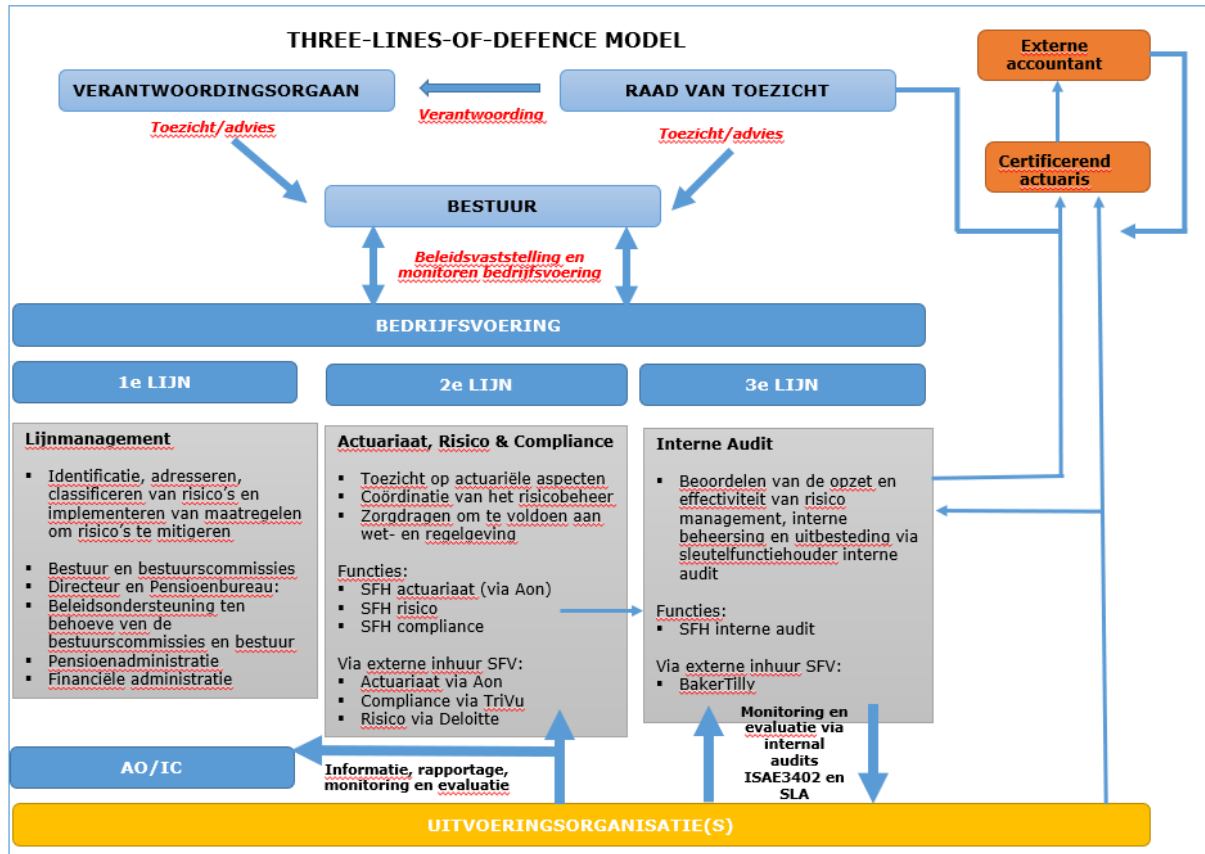 THREE-LINES-OF-DEFENCE MODEL
Externe
accountant
VERANTWOORDINGSORGAAN
RAAD VAN TOEZICHT
Verantwoording
Toezicht/advies
Toezicht/advies
Certificerend
actuaris
BESTUUR
Beleidsvaststelling en
monitoren bedrijfsvoering
BEDRIJFSVOERING
1e LIJN
2e LIJN
3e LIJN
Lijnmanagement
▪ Identificatie, adresseren,
classificeren van risico's en
implementeren van maatregelen
om risico's te mitigeren
▪ Bestuur en bestuurscommissies
▪ Directeur en Pensioenbureau:
▪ Beleidsondersteuning ten
behoeve ven de
bestuurscommissies en bestuur
▪ Pensioenadministratie
▪ Financiële administratie
Actuariaat, Risico & Compliance
▪ Toezicht op actuariële aspecten
▪ Coördinatie van het risicobeheer
▪ Zorgdragen om te voldoen aan
wet- en regelgeving
Functies:
▪ SFH actuariaat (via Aon)
▪ SFH risico
▪ SFH compliance
Via externe inhuur SFV:
▪ Actuariaat via Aon
▪ Compliance via TriVu
▪ Risico via Deloitte
Interne Audit
▪ Beoordelen van de opzet en
effectiviteit van risico
management, interne
beheersing en uitbesteding via
sleutelfunctiehouder interne
audit
Functies:
▪ SFH interne audit
Via externe inhuur SFV:
▪ BakerTilly
AO/IC
Informatie, rapportage,
monitoring en evaluatie
Monitoring en
evaluatie via
internal
audits
ISAE3402 en
SLA
UITVOERINGSORGANISATIE(S)